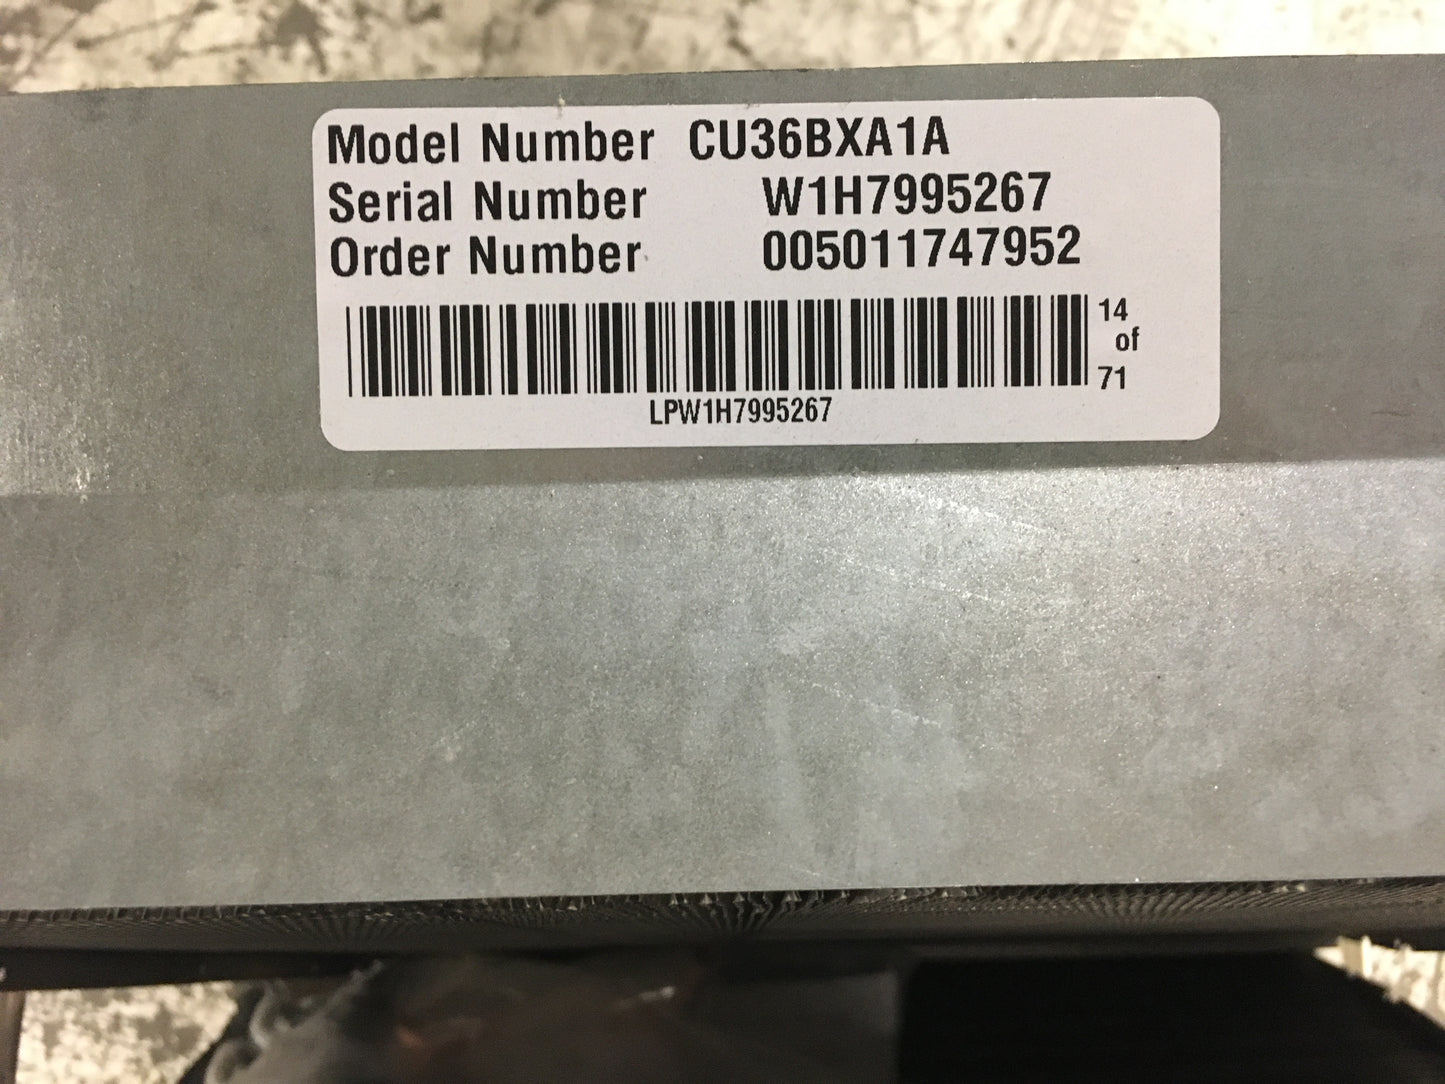 Model Number CU36BXA1A
Serial Number W1H7995267
Order Number 005011747952
14
of
71
LPW1H7995267